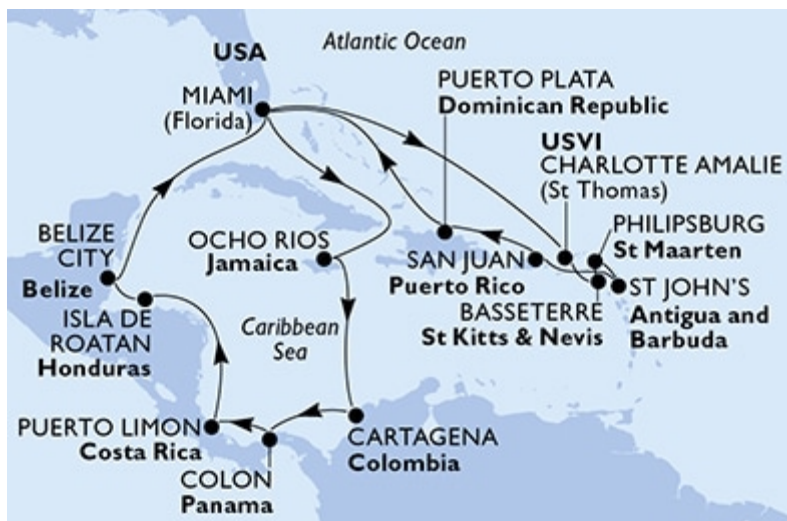 Atlantic Ocean
USA
MIAMI
(Florida)
PUERTO PLATA
Dominican Republic
USVI
CHARLOTTE AMALIE
(St Thomas)
PHILIPSBURG
St Maarten
BELIZE
CITY
Belize
OCHO RIOS
Jamaica
SAN JUAN
Puerto Rico
BASSETERRE
St Kitts & Nevis
ST JOHN'S
Antigua and
Barbuda
ISLA DE
ROATAN
Honduras
Caribbean
Sea
PUERTO LIMON
Costa Rica
COLON
Panama
CARTAGENA
Colombia